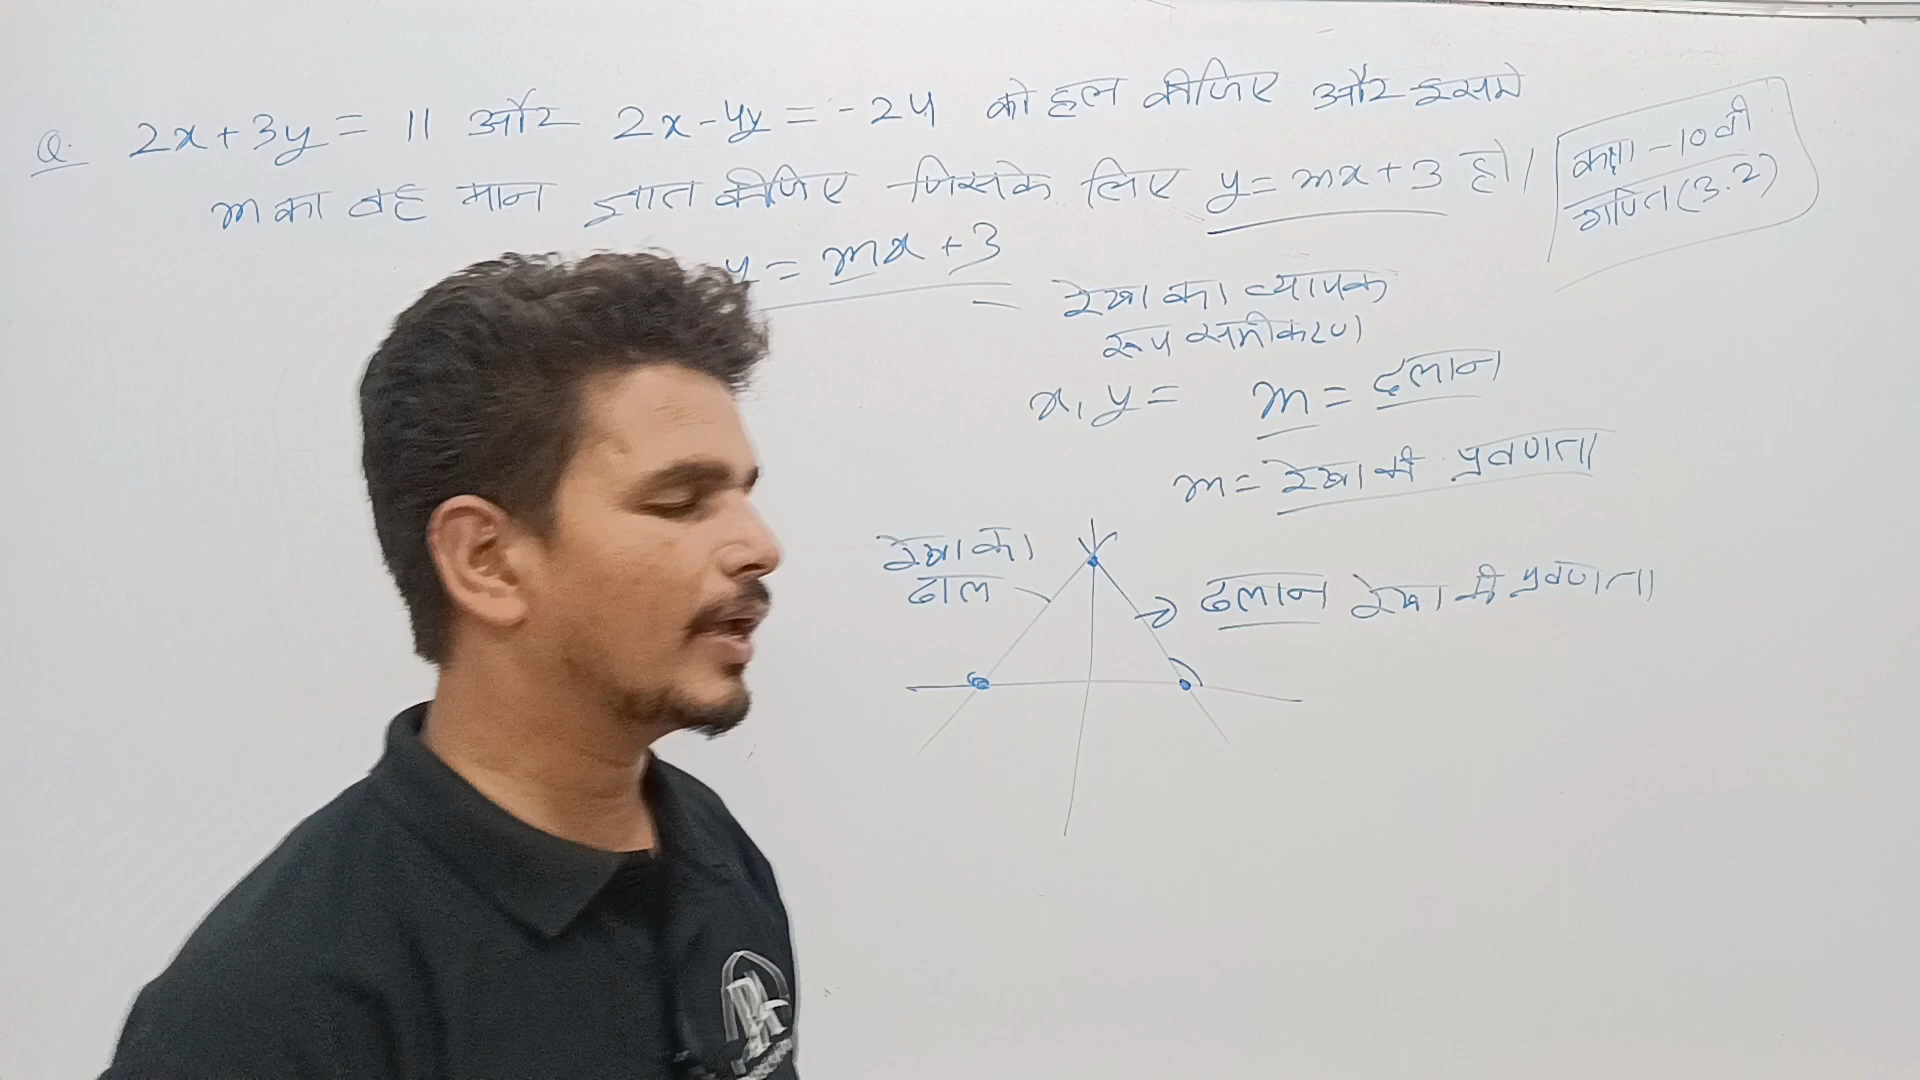 Q. 2x+3y = 11 और 2x-4y = -24 को हल कीजिए और इससे
m का वह मान ज्ञात कीजिए जिसके लिए y = mx+3 हो।
कक्षा -10वी
गणित (3.2)
y = mx +3
= रेखा का व्यापक
रूप समीकरण
x, y = m = ढलान
m = रेखा की प्रवणता
रेखा का
ढाल
ढलान रेखा की प्रवणता